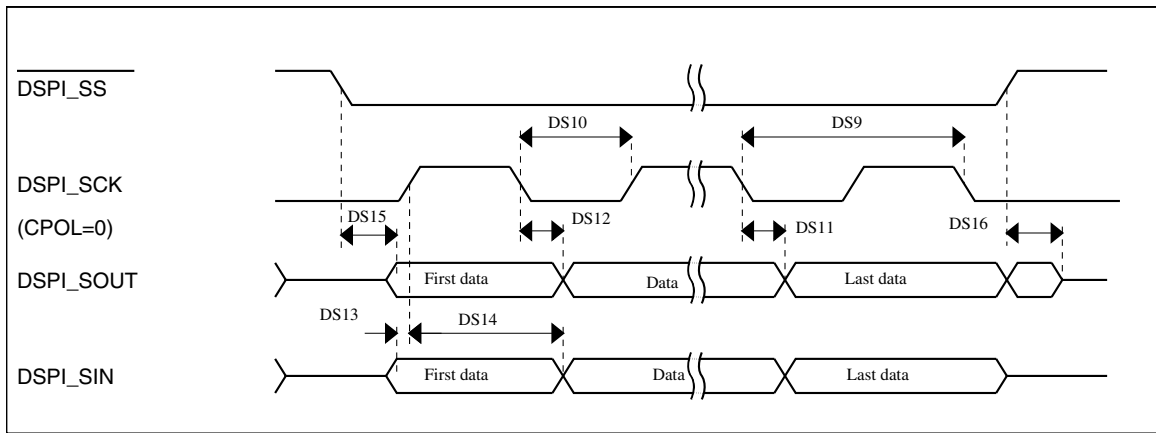 DSPI_SS
DS10
DS9
DSPI_SCK
(CPOL=0)
DS15
DS12
DS11
DS16
DSPI_SOUT
First data
Data
Last data
DS13
DS14
DSPI_SIN
First data
Data
Last data